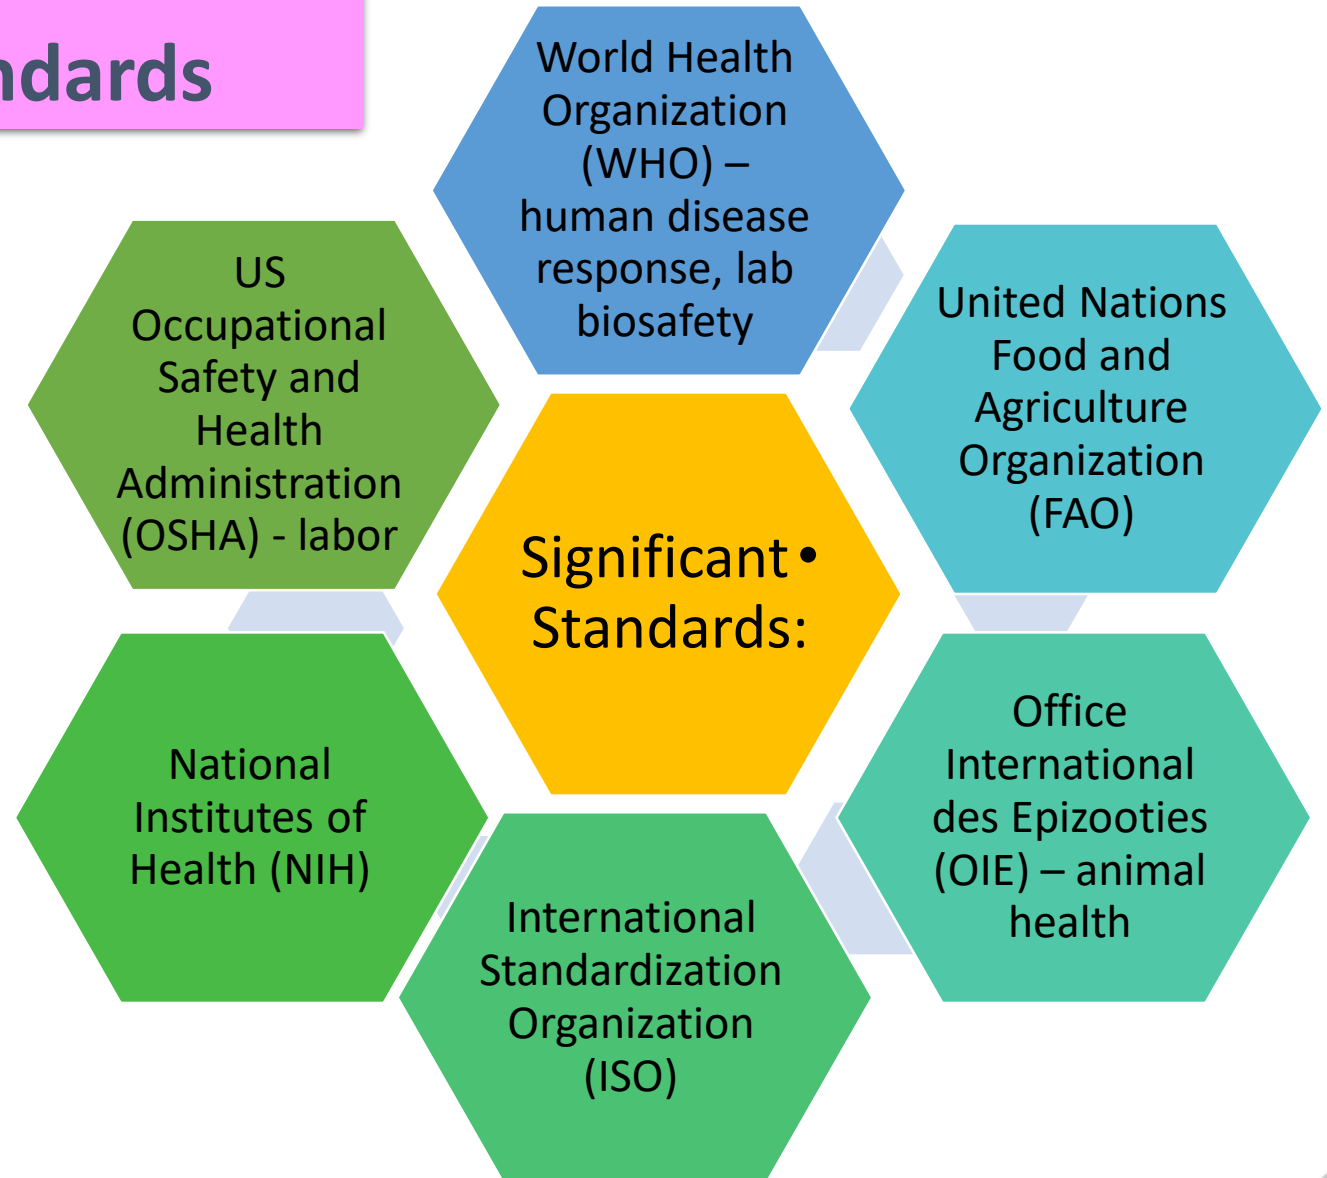 ndards
World Health
Organization
(WHO) –
human disease
response, lab
biosafety
United Nations
Food and
Agriculture
Organization
(FAO)
Office
International
des Epizooties
(OIE) – animal
health
International
Standardization
Organization
(ISO)
National
Institutes of
Health (NIH)
US
Occupational
Safety and
Health
Administration
(OSHA) - labor
Significant•
Standards: